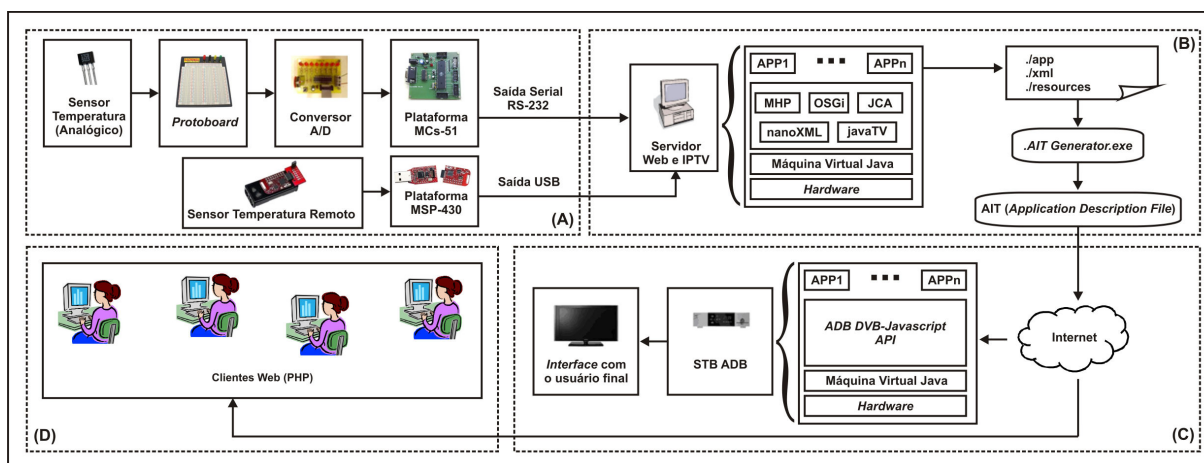 Sensor
Temperatura
(Analógico)
Protoboard
Conversor
A/D
Plataforma
MCs-51
Saída Serial
RS-232
Sensor Temperatura Remoto
Plataforma
MSP-430
Saída USB
(A)
Servidor
Web e IPTV
APP1
APPn
MHP
OSGi
JCA
nanoXML
javaTV
Máquina Virtual Java
Hardware
./app
./xml
./resources
.AIT Generator.exe
AIT (Application Description File)
(B)
Internet
APP1
APPn
ADB DVB-Javascript
API
Máquina Virtual Java
Hardware
STB ADB
Interface com
o usuário final
(C)
Clientes Web (PHP)
(D)